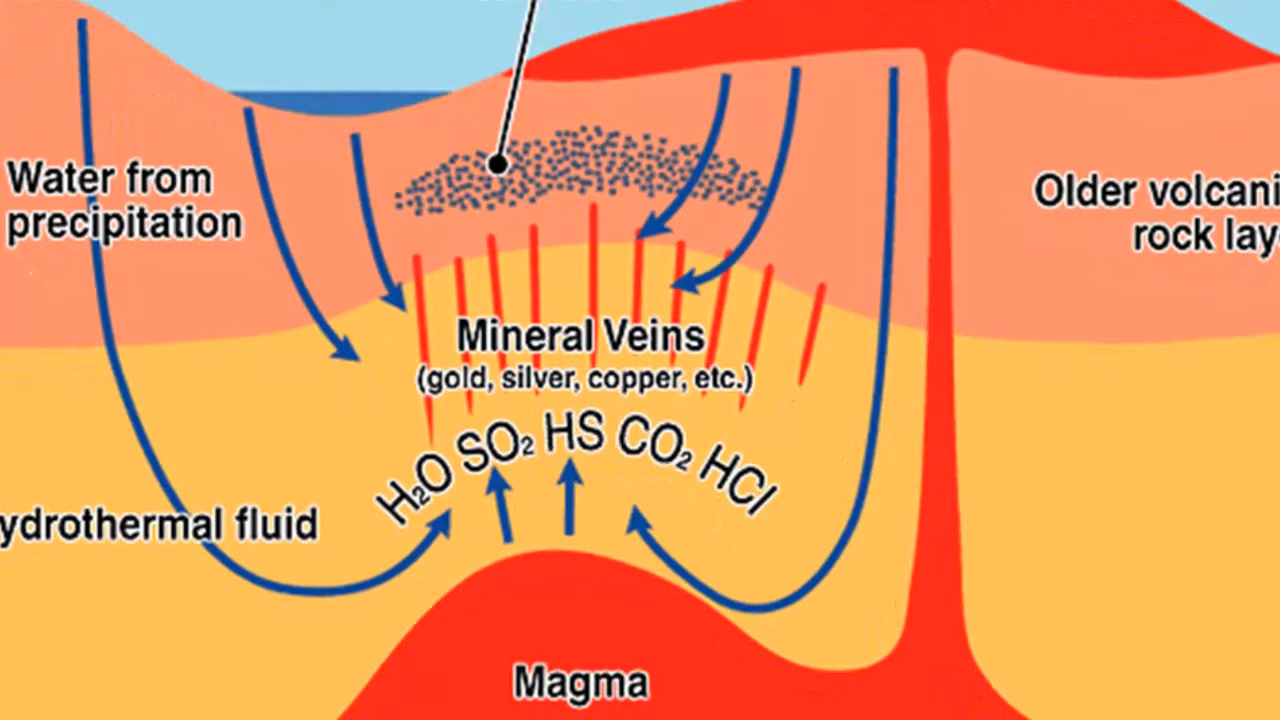 Water from
precipitation
Older volcani
rock lay
Mineral Veins
(gold, silver, copper, etc.)
H₂O SO₂ HS CO₂ HCl
ydrothermal fluid
Magma